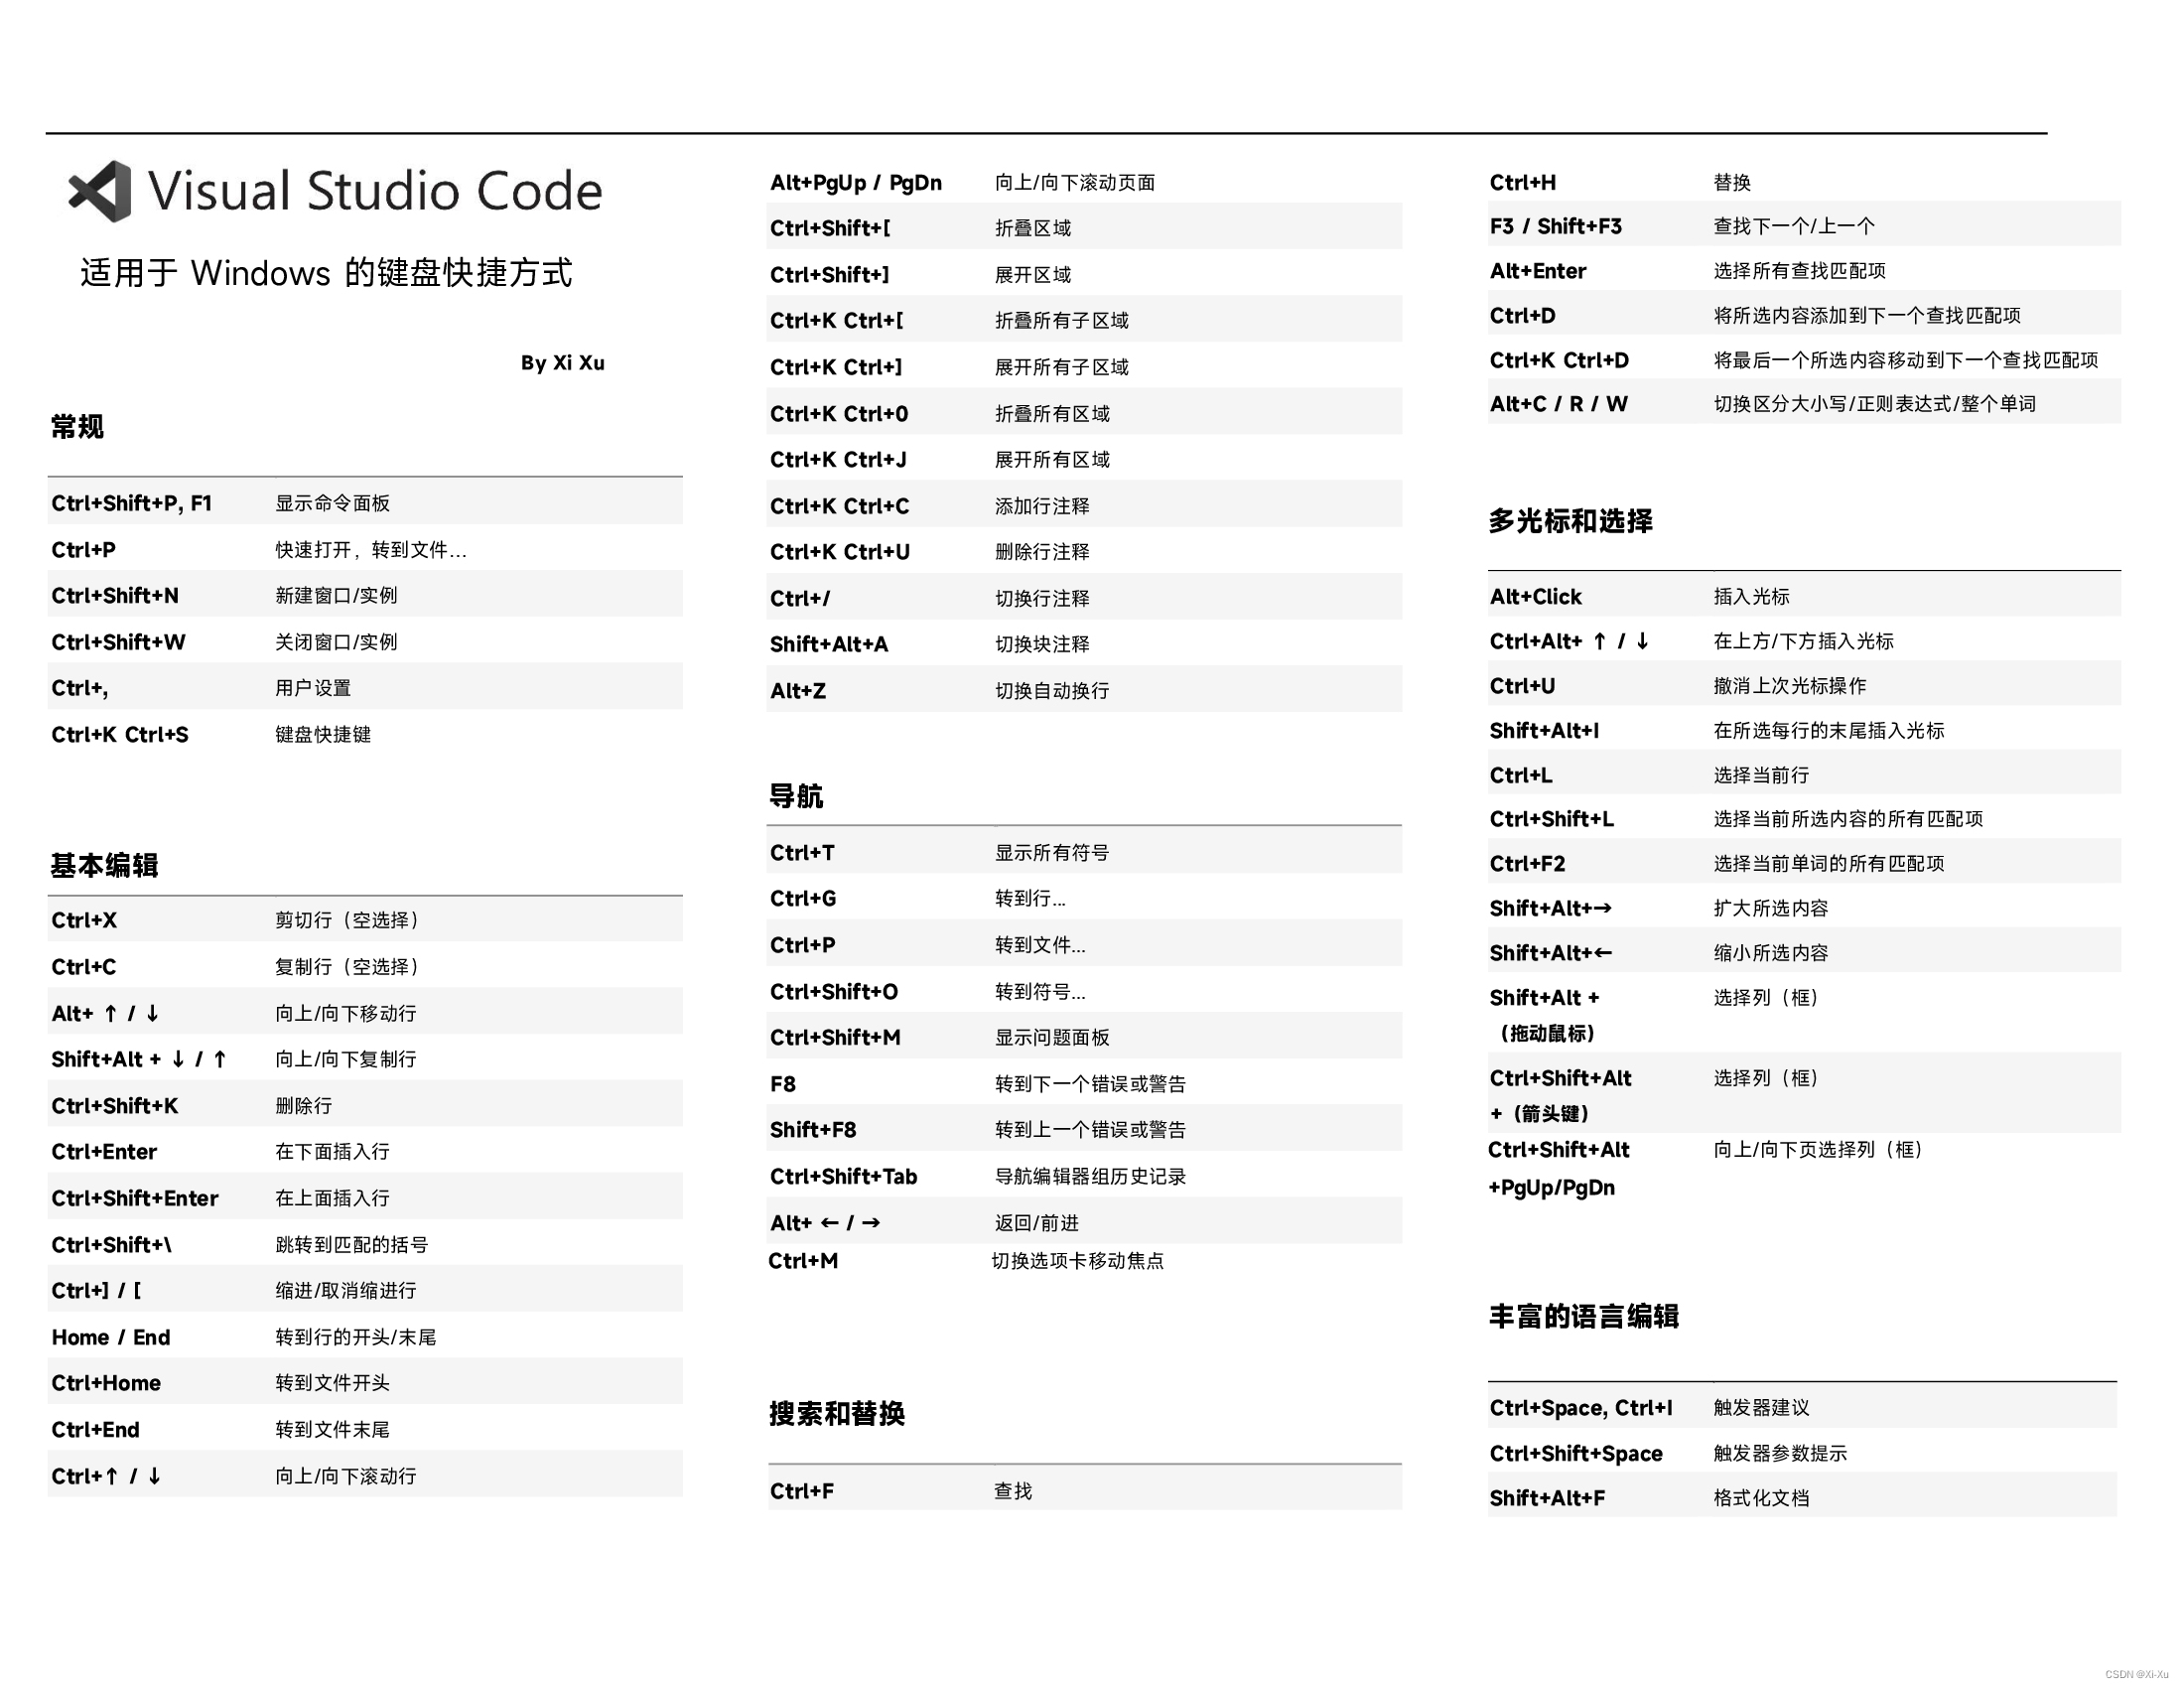 Visual Studio Code
适用于 Windows 的键盘快捷方式
By Xi Xu
常规
Ctrl+Shift+P, F1 显示命令面板
Ctrl+P 快速打开，转到文件...
Ctrl+Shift+N 新建窗口/实例
Ctrl+Shift+W 关闭窗口/实例
Ctrl+, 用户设置
Ctrl+K Ctrl+S 键盘快捷键
基本编辑
Ctrl+X 剪切行（空选择）
Ctrl+C 复制行（空选择）
Alt+ ↑ / ↓ 向上/向下移动行
Shift+Alt + ↓ / ↑ 向上/向下复制行
Ctrl+Shift+K 删除行
Ctrl+Enter 在下面插入行
Ctrl+Shift+Enter 在上面插入行
Ctrl+Shift+\ 跳转到匹配的括号
Ctrl+] / [ 缩进/取消缩进行
Home / End 转到行的开头/末尾
Ctrl+Home 转到文件开头
Ctrl+End 转到文件末尾
Ctrl+↑ / ↓ 向上/向下滚动行
Alt+PgUp / PgDn 向上/向下滚动页面
Ctrl+Shift+[ 折叠区域
Ctrl+Shift+] 展开区域
Ctrl+K Ctrl+[ 折叠所有子区域
Ctrl+K Ctrl+] 展开所有子区域
Ctrl+K Ctrl+0 折叠所有区域
Ctrl+K Ctrl+J 展开所有区域
Ctrl+K Ctrl+C 添加行注释
Ctrl+K Ctrl+U 删除行注释
Ctrl+/ 切换行注释
Shift+Alt+A 切换块注释
Alt+Z 切换自动换行
导航
Ctrl+T 显示所有符号
Ctrl+G 转到行...
Ctrl+P 转到文件...
Ctrl+Shift+O 转到符号...
Ctrl+Shift+M 显示问题面板
F8 转到下一个错误或警告
Shift+F8 转到上一个错误或警告
Ctrl+Shift+Tab 导航编辑器组历史记录
Alt+ ← / → 返回/前进
Ctrl+M 切换选项卡移动焦点
搜索和替换
Ctrl+F 查找
Ctrl+H 替换
F3 / Shift+F3 查找下一个/上一个
Alt+Enter 选择所有查找匹配项
Ctrl+D 将所选内容添加到下一个查找匹配项
Ctrl+K Ctrl+D 将最后一个所选内容移动到下一个查找匹配项
Alt+C / R / W 切换区分大小写/正则表达式/整个单词
多光标和选择
Alt+Click 插入光标
Ctrl+Alt+ ↑ / ↓ 在上方/下方插入光标
Ctrl+U 撤消上次光标操作
Shift+Alt+I 在所选每行的末尾插入光标
Ctrl+L 选择当前行
Ctrl+Shift+L 选择当前所选内容的所有匹配项
Ctrl+F2 选择当前单词的所有匹配项
Shift+Alt+→ 扩大所选内容
Shift+Alt+← 缩小所选内容
Shift+Alt + 选择列（框）
（拖动鼠标）
Ctrl+Shift+Alt 选择列（框）
+（箭头键）
Ctrl+Shift+Alt 向上/向下页选择列（框）
+PgUp/PgDn
丰富的语言编辑
Ctrl+Space, Ctrl+I 触发器建议
Ctrl+Shift+Space 触发器参数提示
Shift+Alt+F 格式化文档
CSDN @Xi-Xu